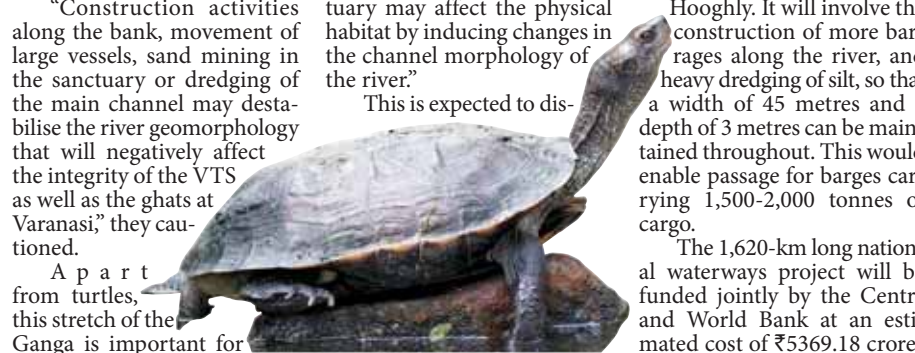 “Construction activities
along the bank, movement of
large vessels, sand mining in
the sanctuary or dredging of
the main channel may desta-
bilise the river geomorphology
that will negatively affect
the integrity of the VTS
as well as the ghats at
Varanasi,” they cau-
tioned.
Apart
from turtles,
this stretch of the
Ganga is important for
tuary may affect the physical
habitat by inducing changes in
the channel morphology of
the river.”
This is expected to dis-
Hooghly. It will involve
construction of more bar
rages along the river,
heavy dredging of silt, so
a width of 45 metres and
depth of 3 metres can be main
tained throughout. This
enable passage for barges car
rying 1,500-2,000 tonnes
cargo.
The 1,620-km long nation
al waterways project will
funded jointly by the
and World Bank at an esti
mated cost of ₹5369.18 crore